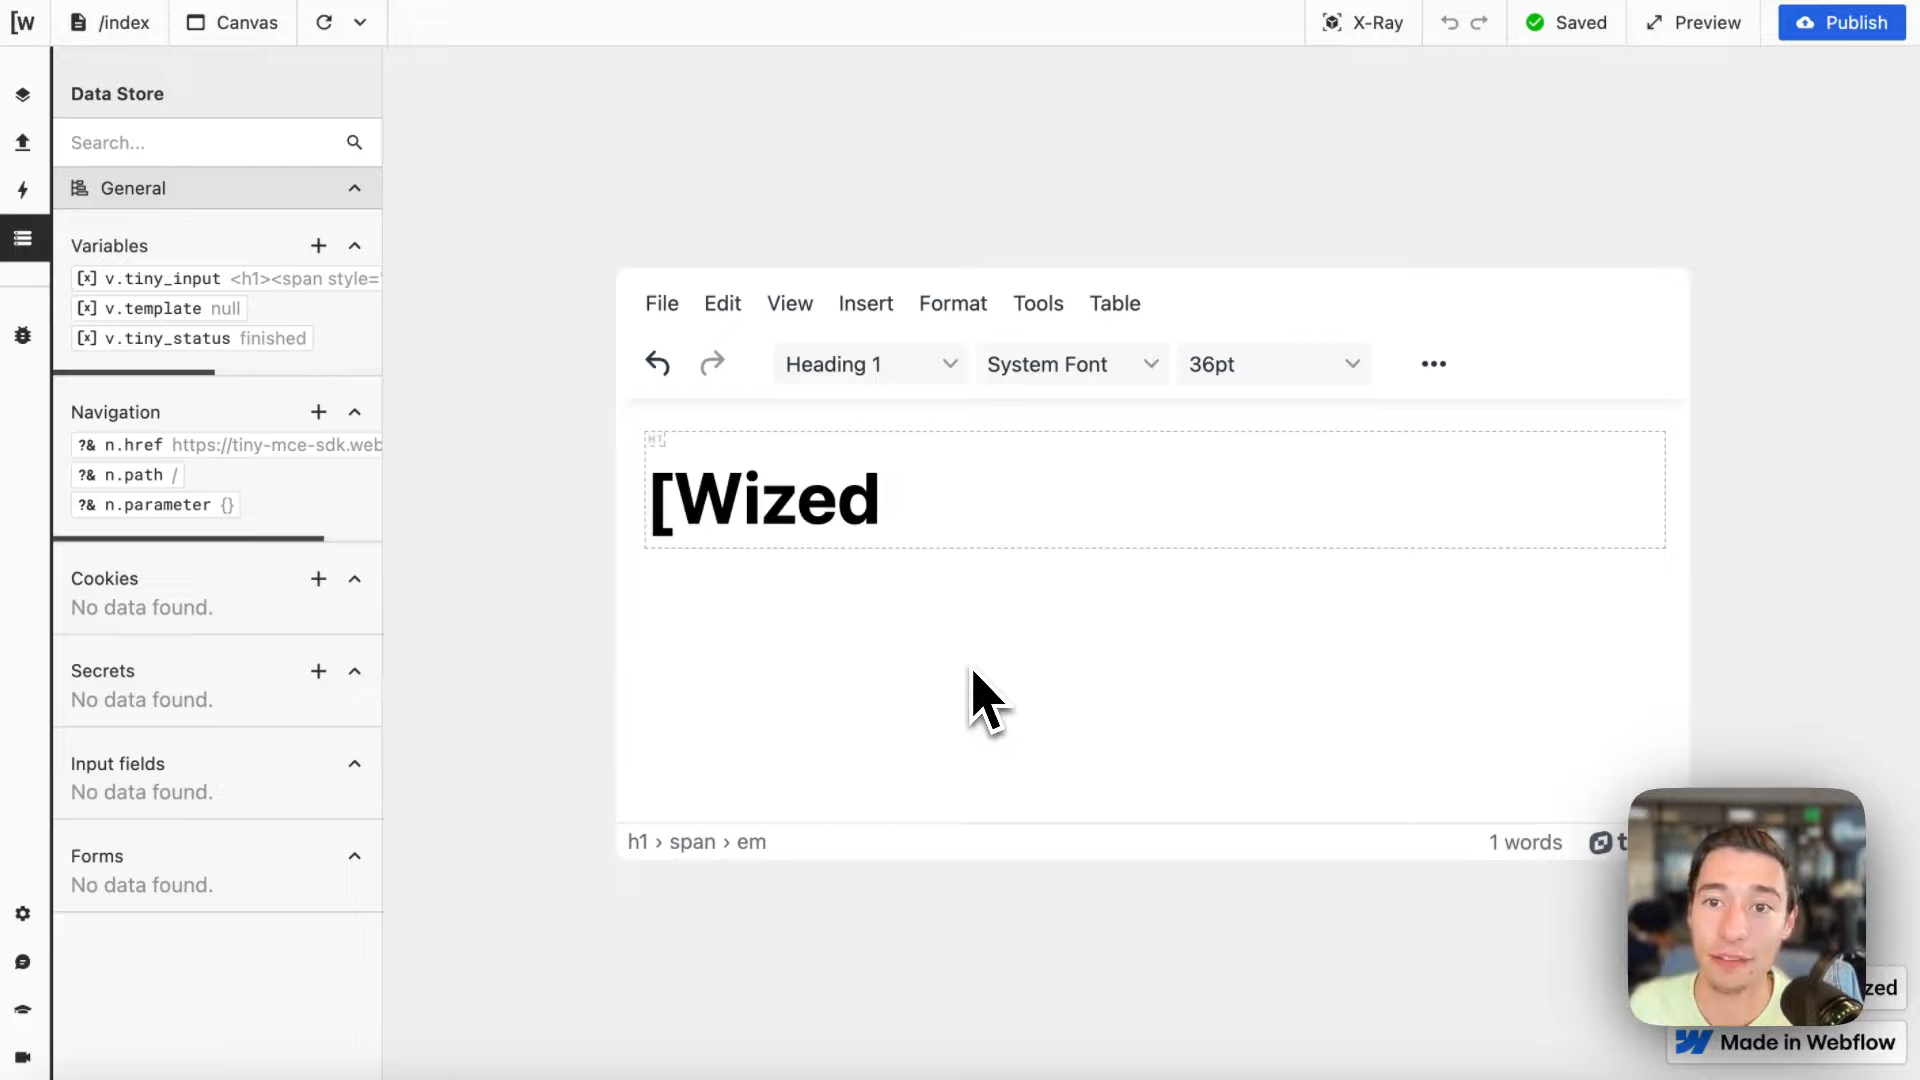 [W
/index
Canvas
X-Ray
Saved
Preview
Publish
Data Store
Search...
General
Variables
[x] v.tiny_input <h1><span style='
[x] v.template null
[x] v.tiny_status finished
Navigation
?& n.href https://tiny-mce-sdk.web
?& n.path /
?& n.parameter {}
Cookies
No data found.
Secrets
No data found.
Input fields
No data found.
Forms
No data found.
File Edit View Insert Format Tools Table
Heading 1
System Font
36pt
H1
[Wized
h1 › span › em
1 words
t
zed
Made in Webflow